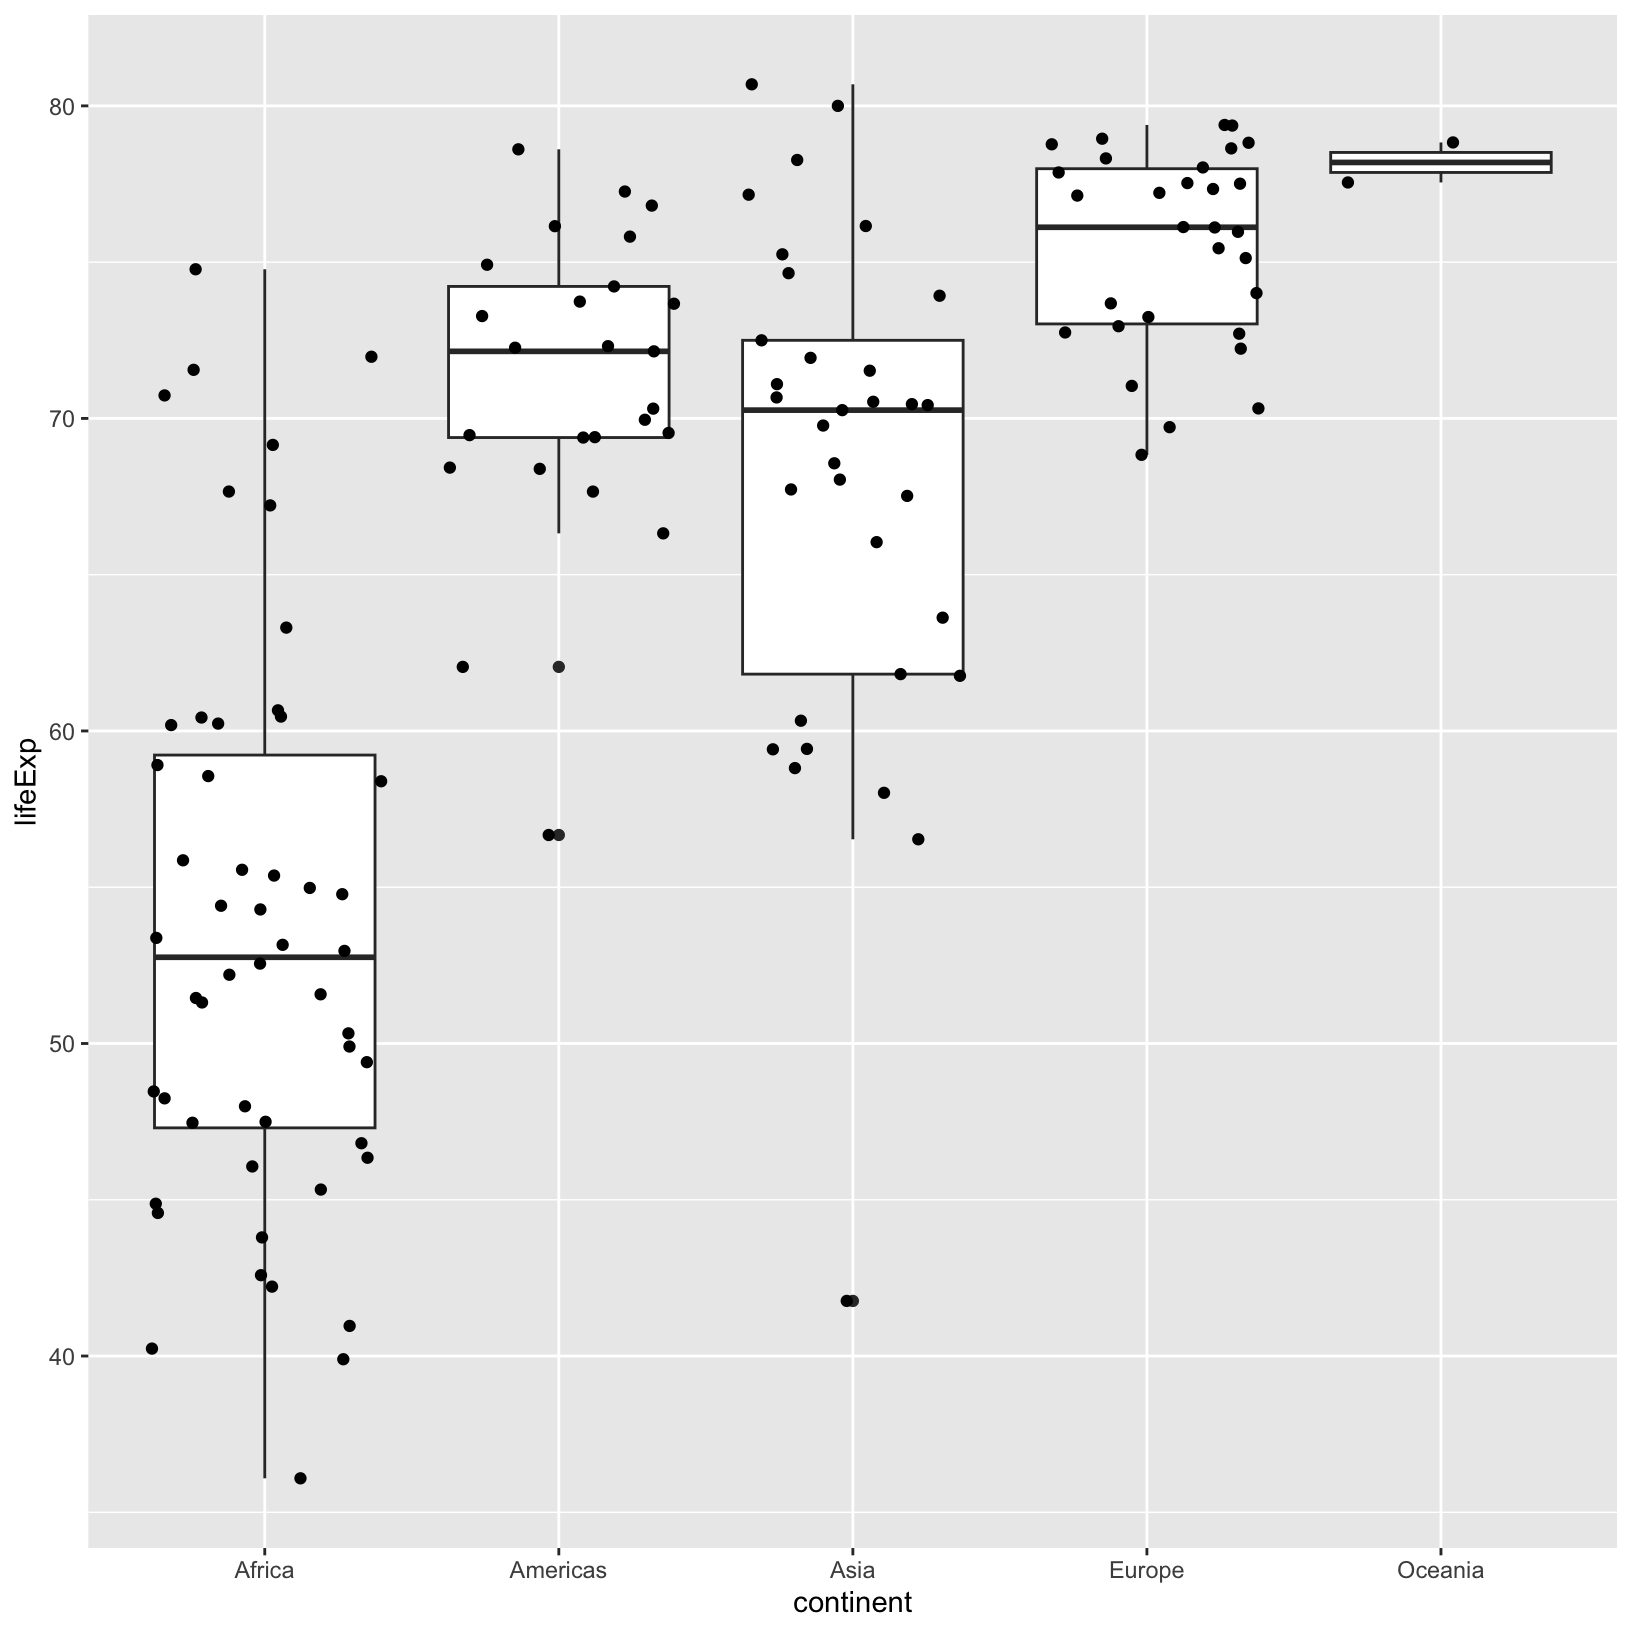 80
70
60
50
40
lifeExp
Africa
Americas
Asia
Europe
Oceania
continent